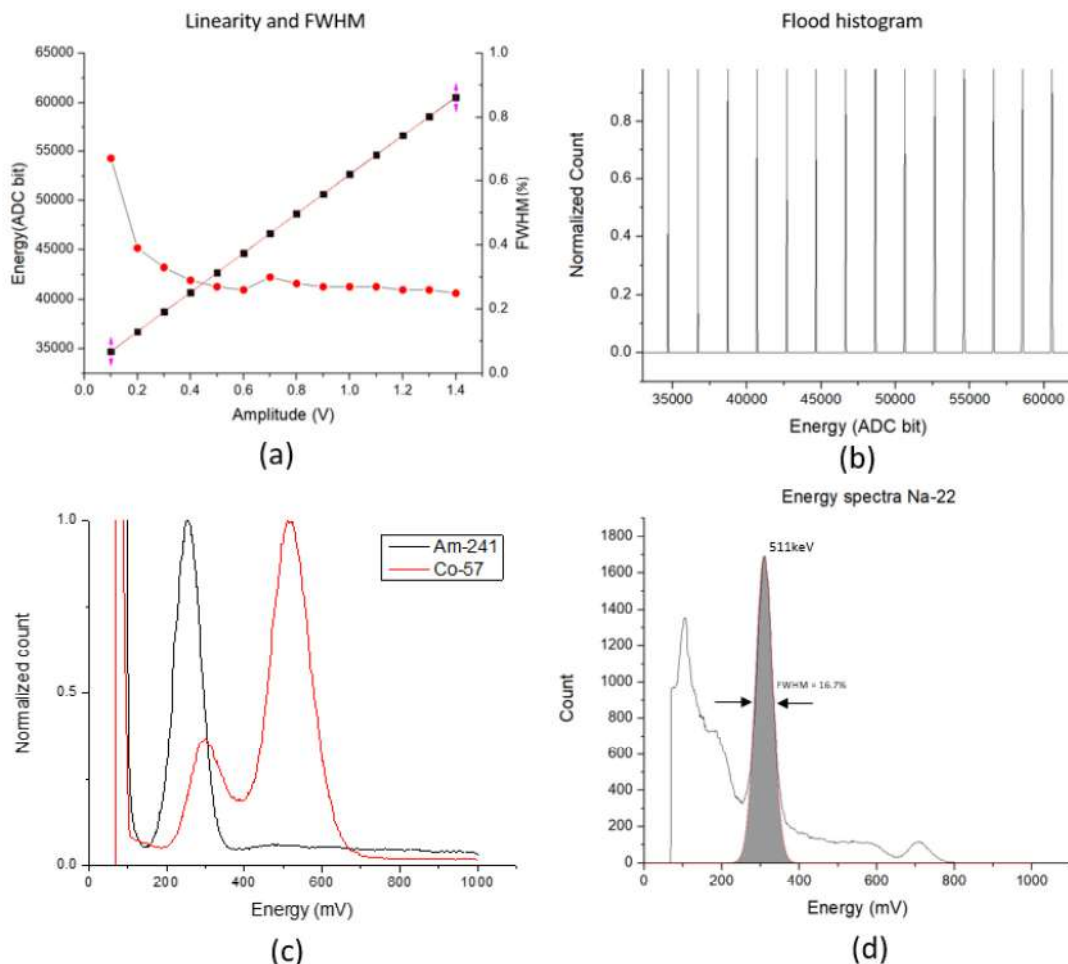 (a)
(b)
Linearity and FWHM
Flood histogram
65000
60000
55000
50000
45000
40000
35000
Energy(ADC bit)
1.0
0.8
0.6
0.4
0.2
0.0
FWHM(%)
0.0 0.2 0.4 0.6 0.8 1.0 1.2 1.4
Amplitude (V)
(a)
0.8
0.6
0.4
0.2
0.0
Normalized Count
35000 40000 45000 50000 55000 60000
Energy (ADC bit)
(b)
1.0
0.5
0.0
Normalized count
Am-241
Co-57
0 200 400 600 800 1000
Energy (mV)
(c)
Energy spectra Na-22
1800
1600
1400
1200
1000
800
600
400
200
0
Count
511keV
FWHM = 16.7%
0 200 400 600 800 1000
Energy (mV)
(d)